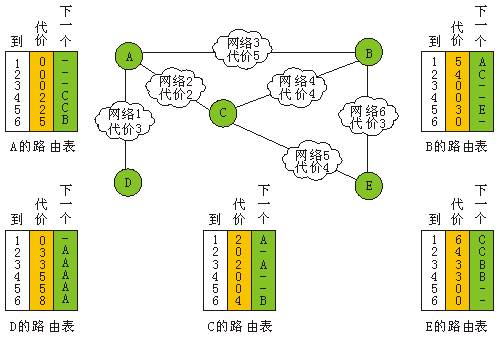 到 代价 下一个
1 0 -
2 0 -
3 0 -
4 2 C
5 2 C
6 5 B
A的路由表
A
网络3
代价5
B
网络2
代价2
网络4
代价4
C
网络1
代价3
网络6
代价3
网络5
代价4
D
E
到 代价 下一个
1 5 A
2 4 C
3 0 -
4 0 -
5 3 E
6 0 -
B的路由表
到 代价 下一个
1 0 -
2 3 A
3 3 A
4 5 A
5 5 A
6 8 A
D的路由表
到 代价 下一个
1 2 A
2 0 -
3 2 A
4 0 -
5 0 -
6 4 B
C的路由表
到 代价 下一个
1 6 C
2 4 C
3 3 B
4 3 B
5 0 -
6 0 -
E的路由表